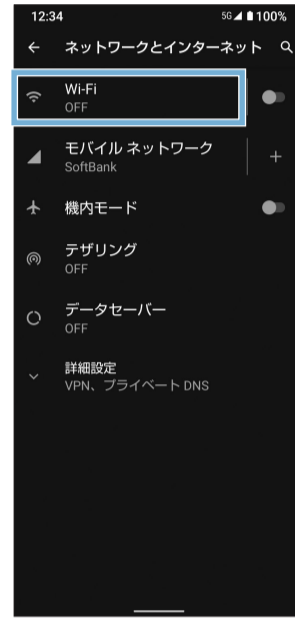 12:34 5G 100%
ネットワークとインターネット
Wi-Fi
OFF
モバイル ネットワーク
SoftBank
機内モード
テザリング
OFF
データセーバー
OFF
詳細設定
VPN、プライベート DNS